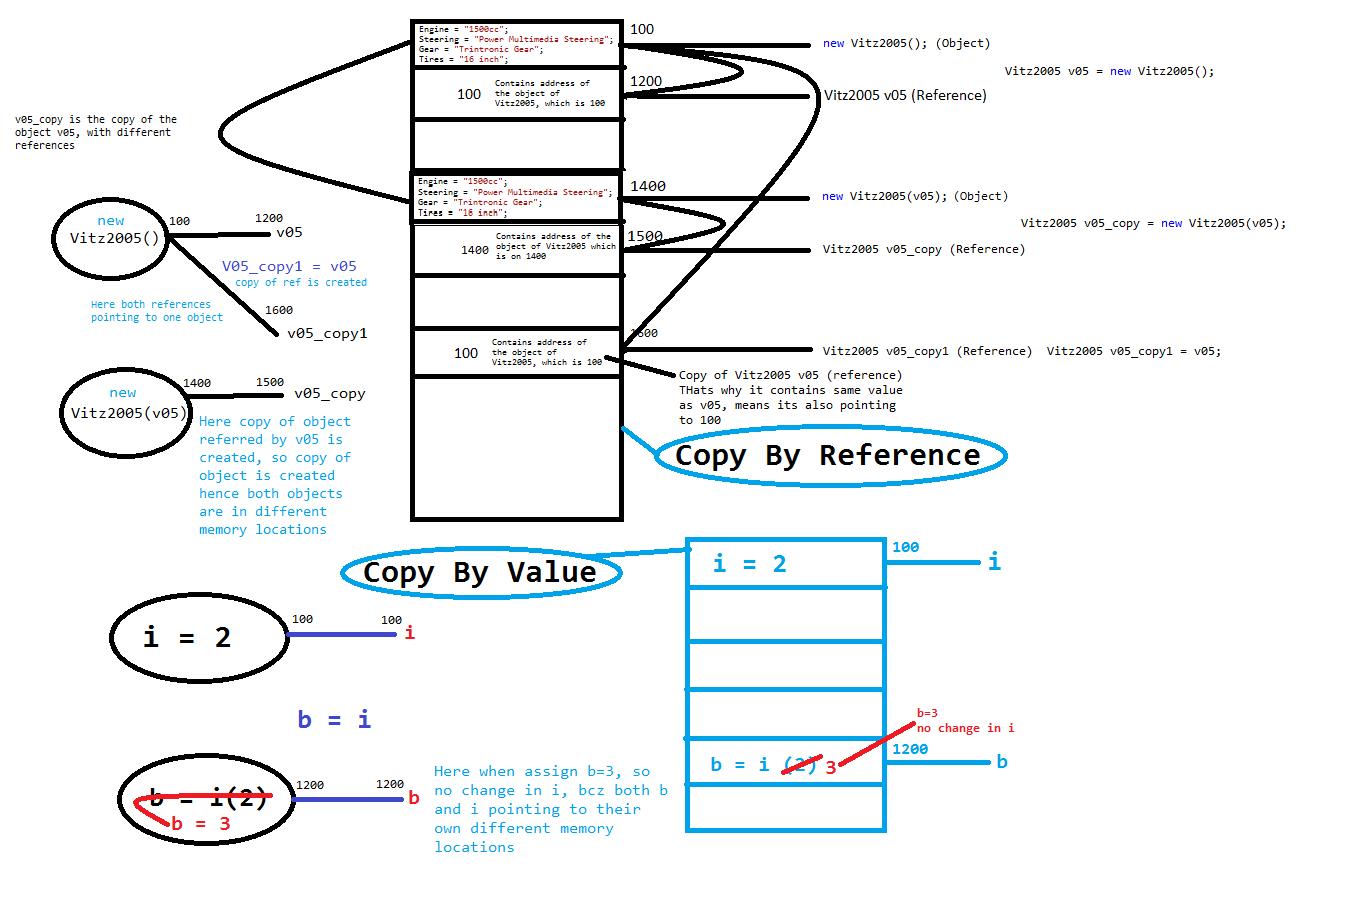 Engine = "1500cc";
Steering = "Power Multimedia Steering";
Gear = "Trintronic Gear";
Tires = "16 inch";
100
new Vitz2005(); (Object)
Vitz2005 v05 = new Vitz2005();
1200
100
Contains address of
the object of
Vitz2005, which is 100
Vitz2005 v05 (Reference)
v05_copy is the copy of the
object v05, with different
references
Engine = "1500cc";
Steering = "Power Multimedia Steering";
Gear = "Trintronic Gear";
Tires = "16 inch";
1400
new Vitz2005(v05); (Object)
Vitz2005 v05_copy = new Vitz2005(v05);
1500
1400
Contains address of the
object of Vitz2005 which
is on 1400
Vitz2005 v05_copy (Reference)
new
Vitz2005()
100
1200
v05
V05_copy1 = v05
copy of ref is created
Here both references
pointing to one object
1600
v05_copy1
1600
100
Contains address of
the object of
Vitz2005, which is 100
Vitz2005 v05_copy1 (Reference)
Vitz2005 v05_copy1 = v05;
Copy of Vitz2005 v05 (reference)
THats why it contains same value
as v05, means its also pointing
to 100
new
Vitz2005(v05)
1400
1500
v05_copy
Here copy of object
referred by v05 is
created, so copy of
object is created
hence both objects
are in different
memory locations
Copy By Reference
Copy By Value
i = 2
100
i
i = 2
100
100
i
b = i
b=3
no change in i
1200
b = i (2) 3
b
b = i(2)
b = 3
1200
1200
b
Here when assign b=3, so
no change in i, bcz both b
and i pointing to their
own different memory
locations